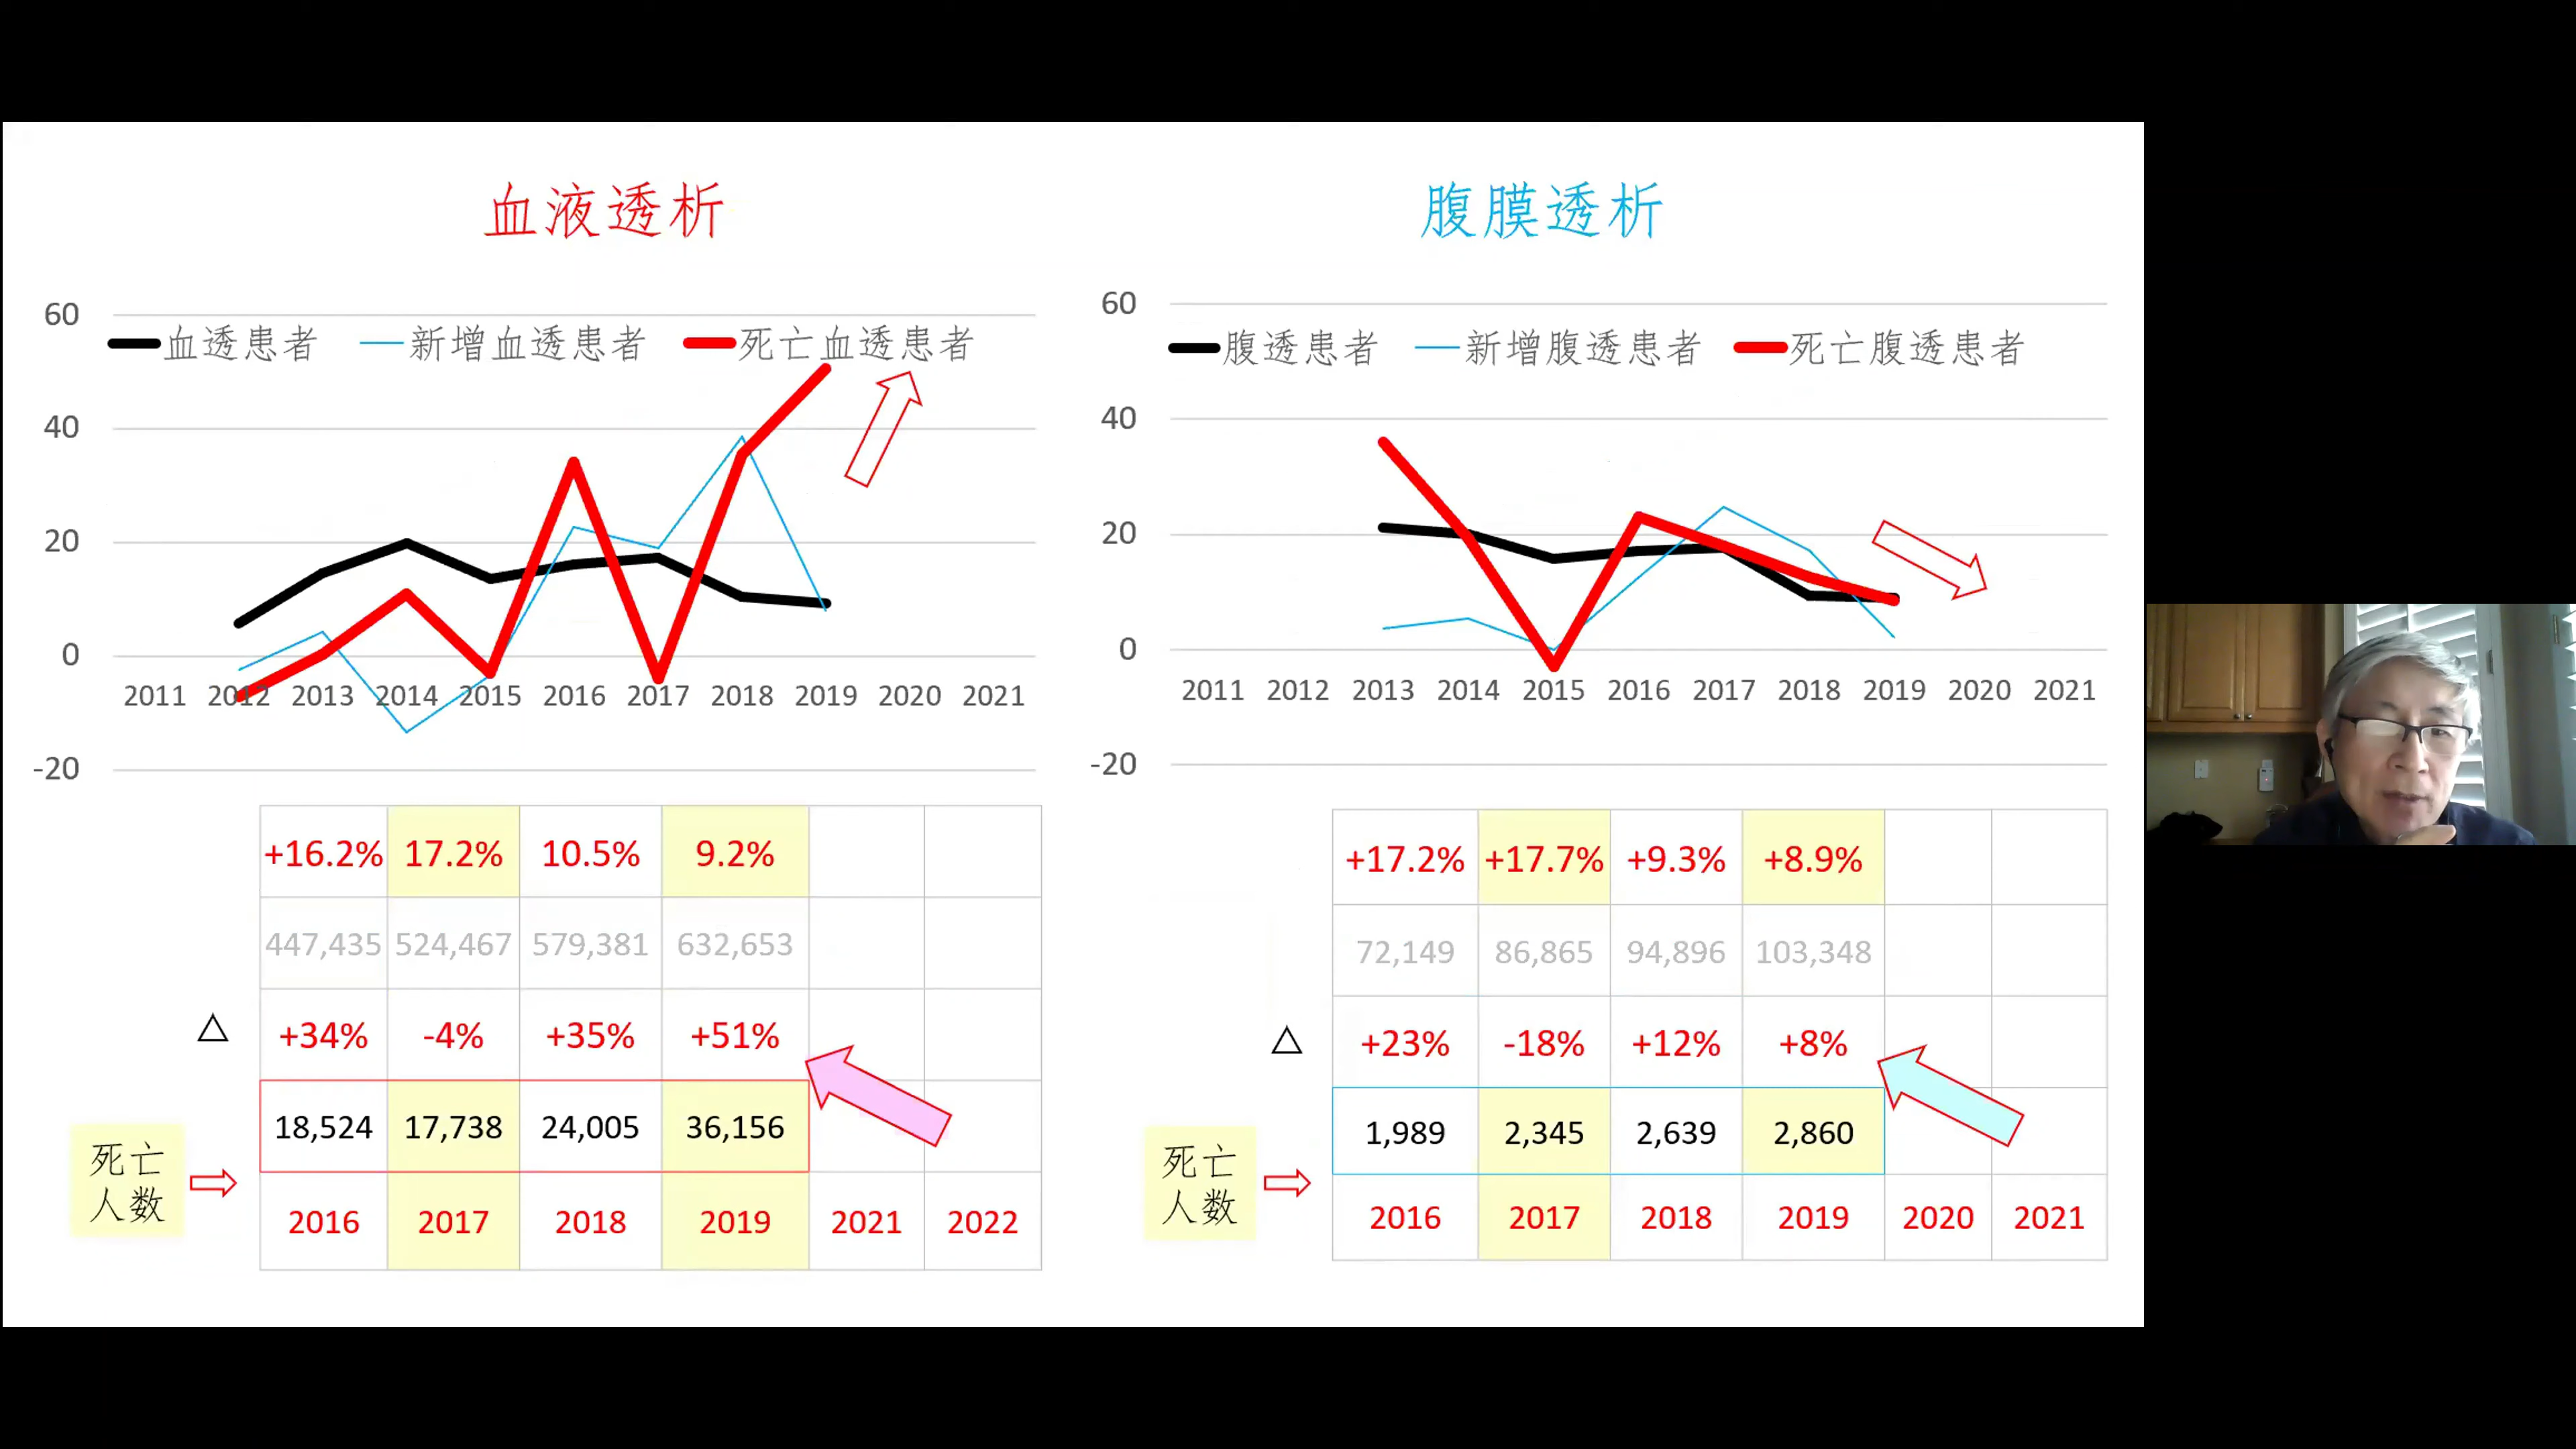 血液透析
60
血透患者 新增血透患者 死亡血透患者
40
20
0
2011 2012 2013 2014 2015 2016 2017 2018 2019 2020 2021
-20
+16.2% 17.2% 10.5% 9.2%
447,435 524,467 579,381 632,653
△ +34% -4% +35% +51%
18,524 17,738 24,005 36,156
死亡
人数
2016 2017 2018 2019 2021 2022
腹膜透析
60
腹透患者 新增腹透患者 死亡腹透患者
40
20
0
2011 2012 2013 2014 2015 2016 2017 2018 2019 2020 2021
-20
+17.2% +17.7% +9.3% +8.9%
72,149 86,865 94,896 103,348
△ +23% -18% +12% +8%
1,989 2,345 2,639 2,860
死亡
人数
2016 2017 2018 2019 2020 2021